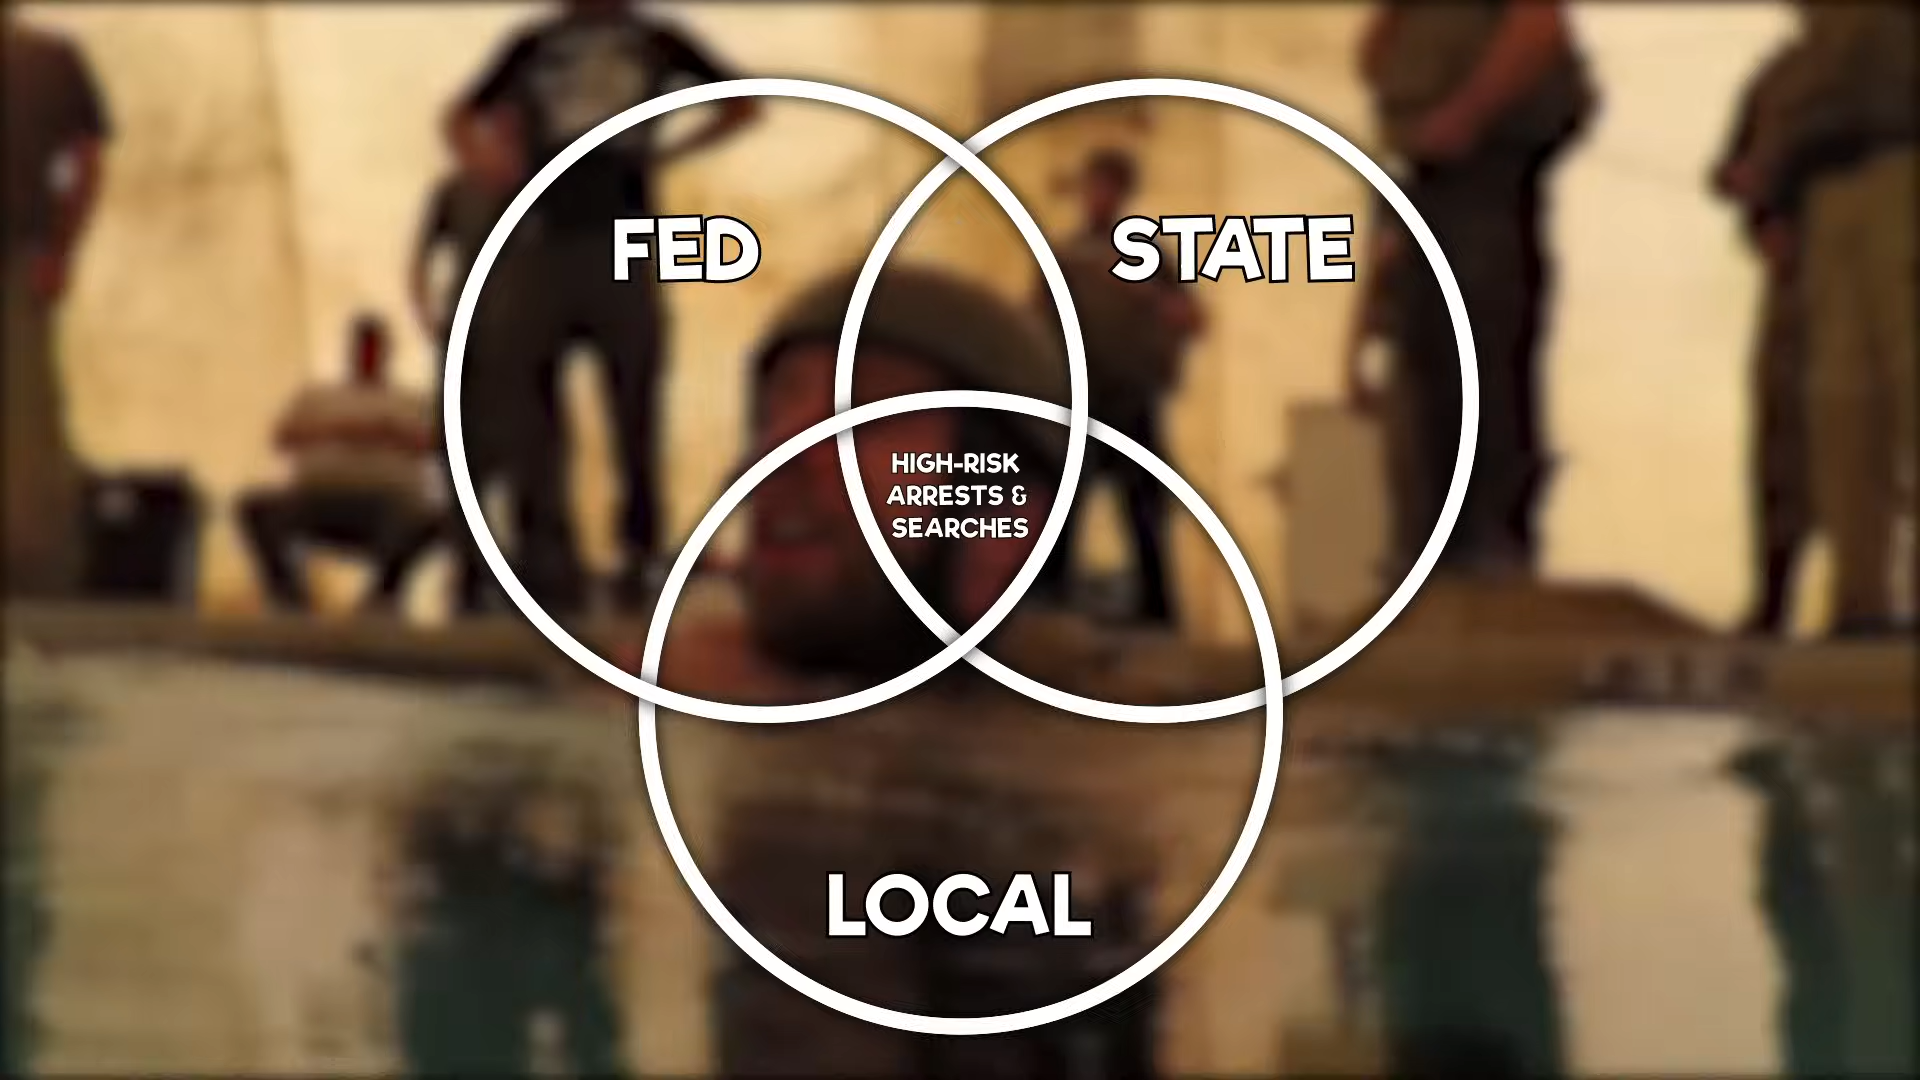 FED
STATE
HIGH-RISK
ARRESTS &
SEARCHES
LOCAL